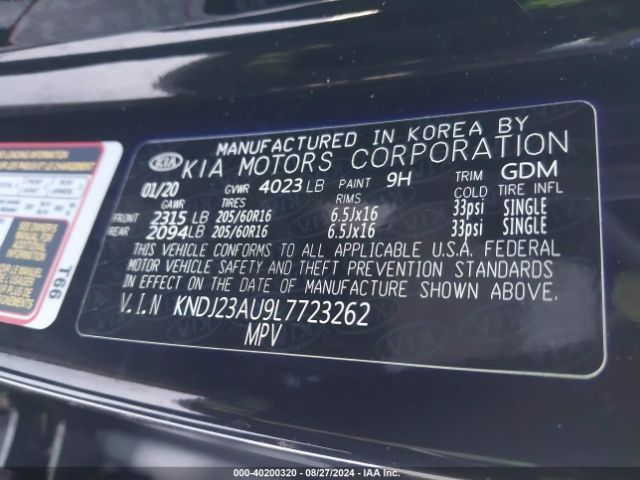 MANUFACTURED IN KOREA BY
KIA KIA MOTORS CORPORATION
01/20 GVWR 4023 LB PAINT 9H TRIM GDM
GAWR TIRES RIMS COLD TIRE INFL
FRONT 2315 LB 205/60R16 6.5Jx16 33psi SINGLE
REAR 2094 LB 205/60R16 6.5Jx16 33psi SINGLE
THIS VEHICLE CONFORMS TO ALL APPLICABLE U.S.A. FEDERAL
MOTOR VEHICLE SAFETY AND THEFT PREVENTION STANDARDS
IN EFFECT ON THE DATE OF MANUFACTURE SHOWN ABOVE.
V.I.N KNDJ23AU9L7723262
MPV
T66
000-40200320 | 08/27/2024 | IAA Inc.